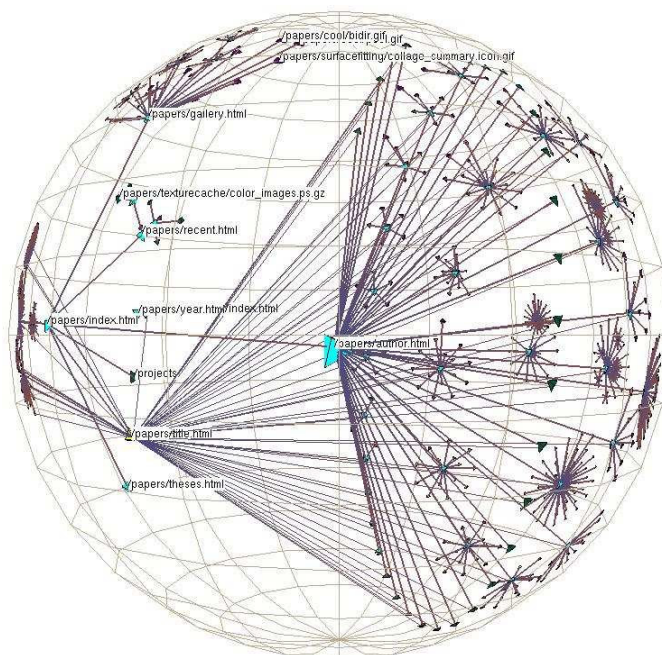 /papers/cool/bidir.gif
/papers/surfacefitting/collage_summary.icon.gif
/papers/gallery.html
/papers/texturecache/color_images.ps.gz
/papers/recent.html
/papers/year.html
/index.html
/papers/index.html
/papers/author.html
/projects
/papers/title.html
/papers/theses.html